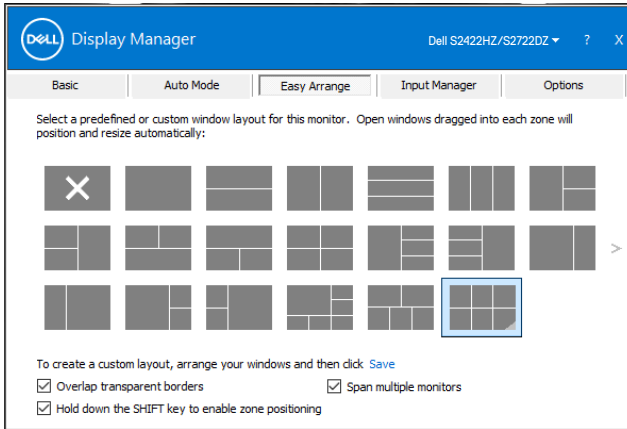 DELL Display Manager Dell S2422HZ/S2722DZ ? X
Basic Auto Mode Easy Arrange Input Manager Options
Select a predefined or custom window layout for this monitor. Open windows dragged into each zone will
position and resize automatically:
>
To create a custom layout, arrange your windows and then click Save
Overlap transparent borders Span multiple monitors
Hold down the SHIFT key to enable zone positioning